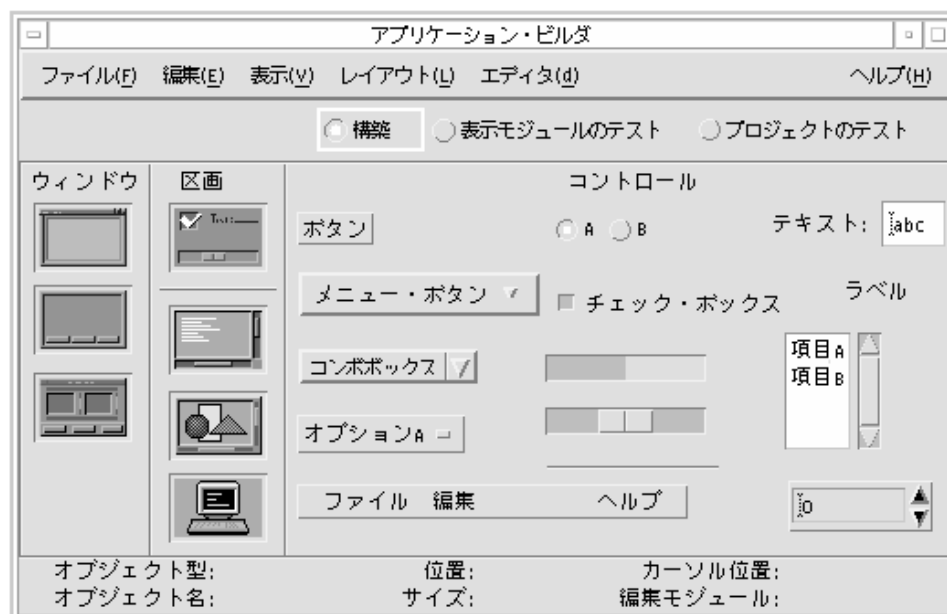 アプリケーション・ビルダ
ファイル(F) 編集(E) 表示(V) レイアウト(L) エディタ(d) ヘルプ(H)
構築 表示モジュールのテスト プロジェクトのテスト
ウィンドウ 区画 コントロール
ボタン A B テキスト: abc
メニュー・ボタン チェック・ボックス ラベル
コンボボックス 項目A
項目B
オプションA
ファイル 編集 ヘルプ 0
オブジェクト型: 位置: カーソル位置:
オブジェクト名: サイズ: 編集モジュール: